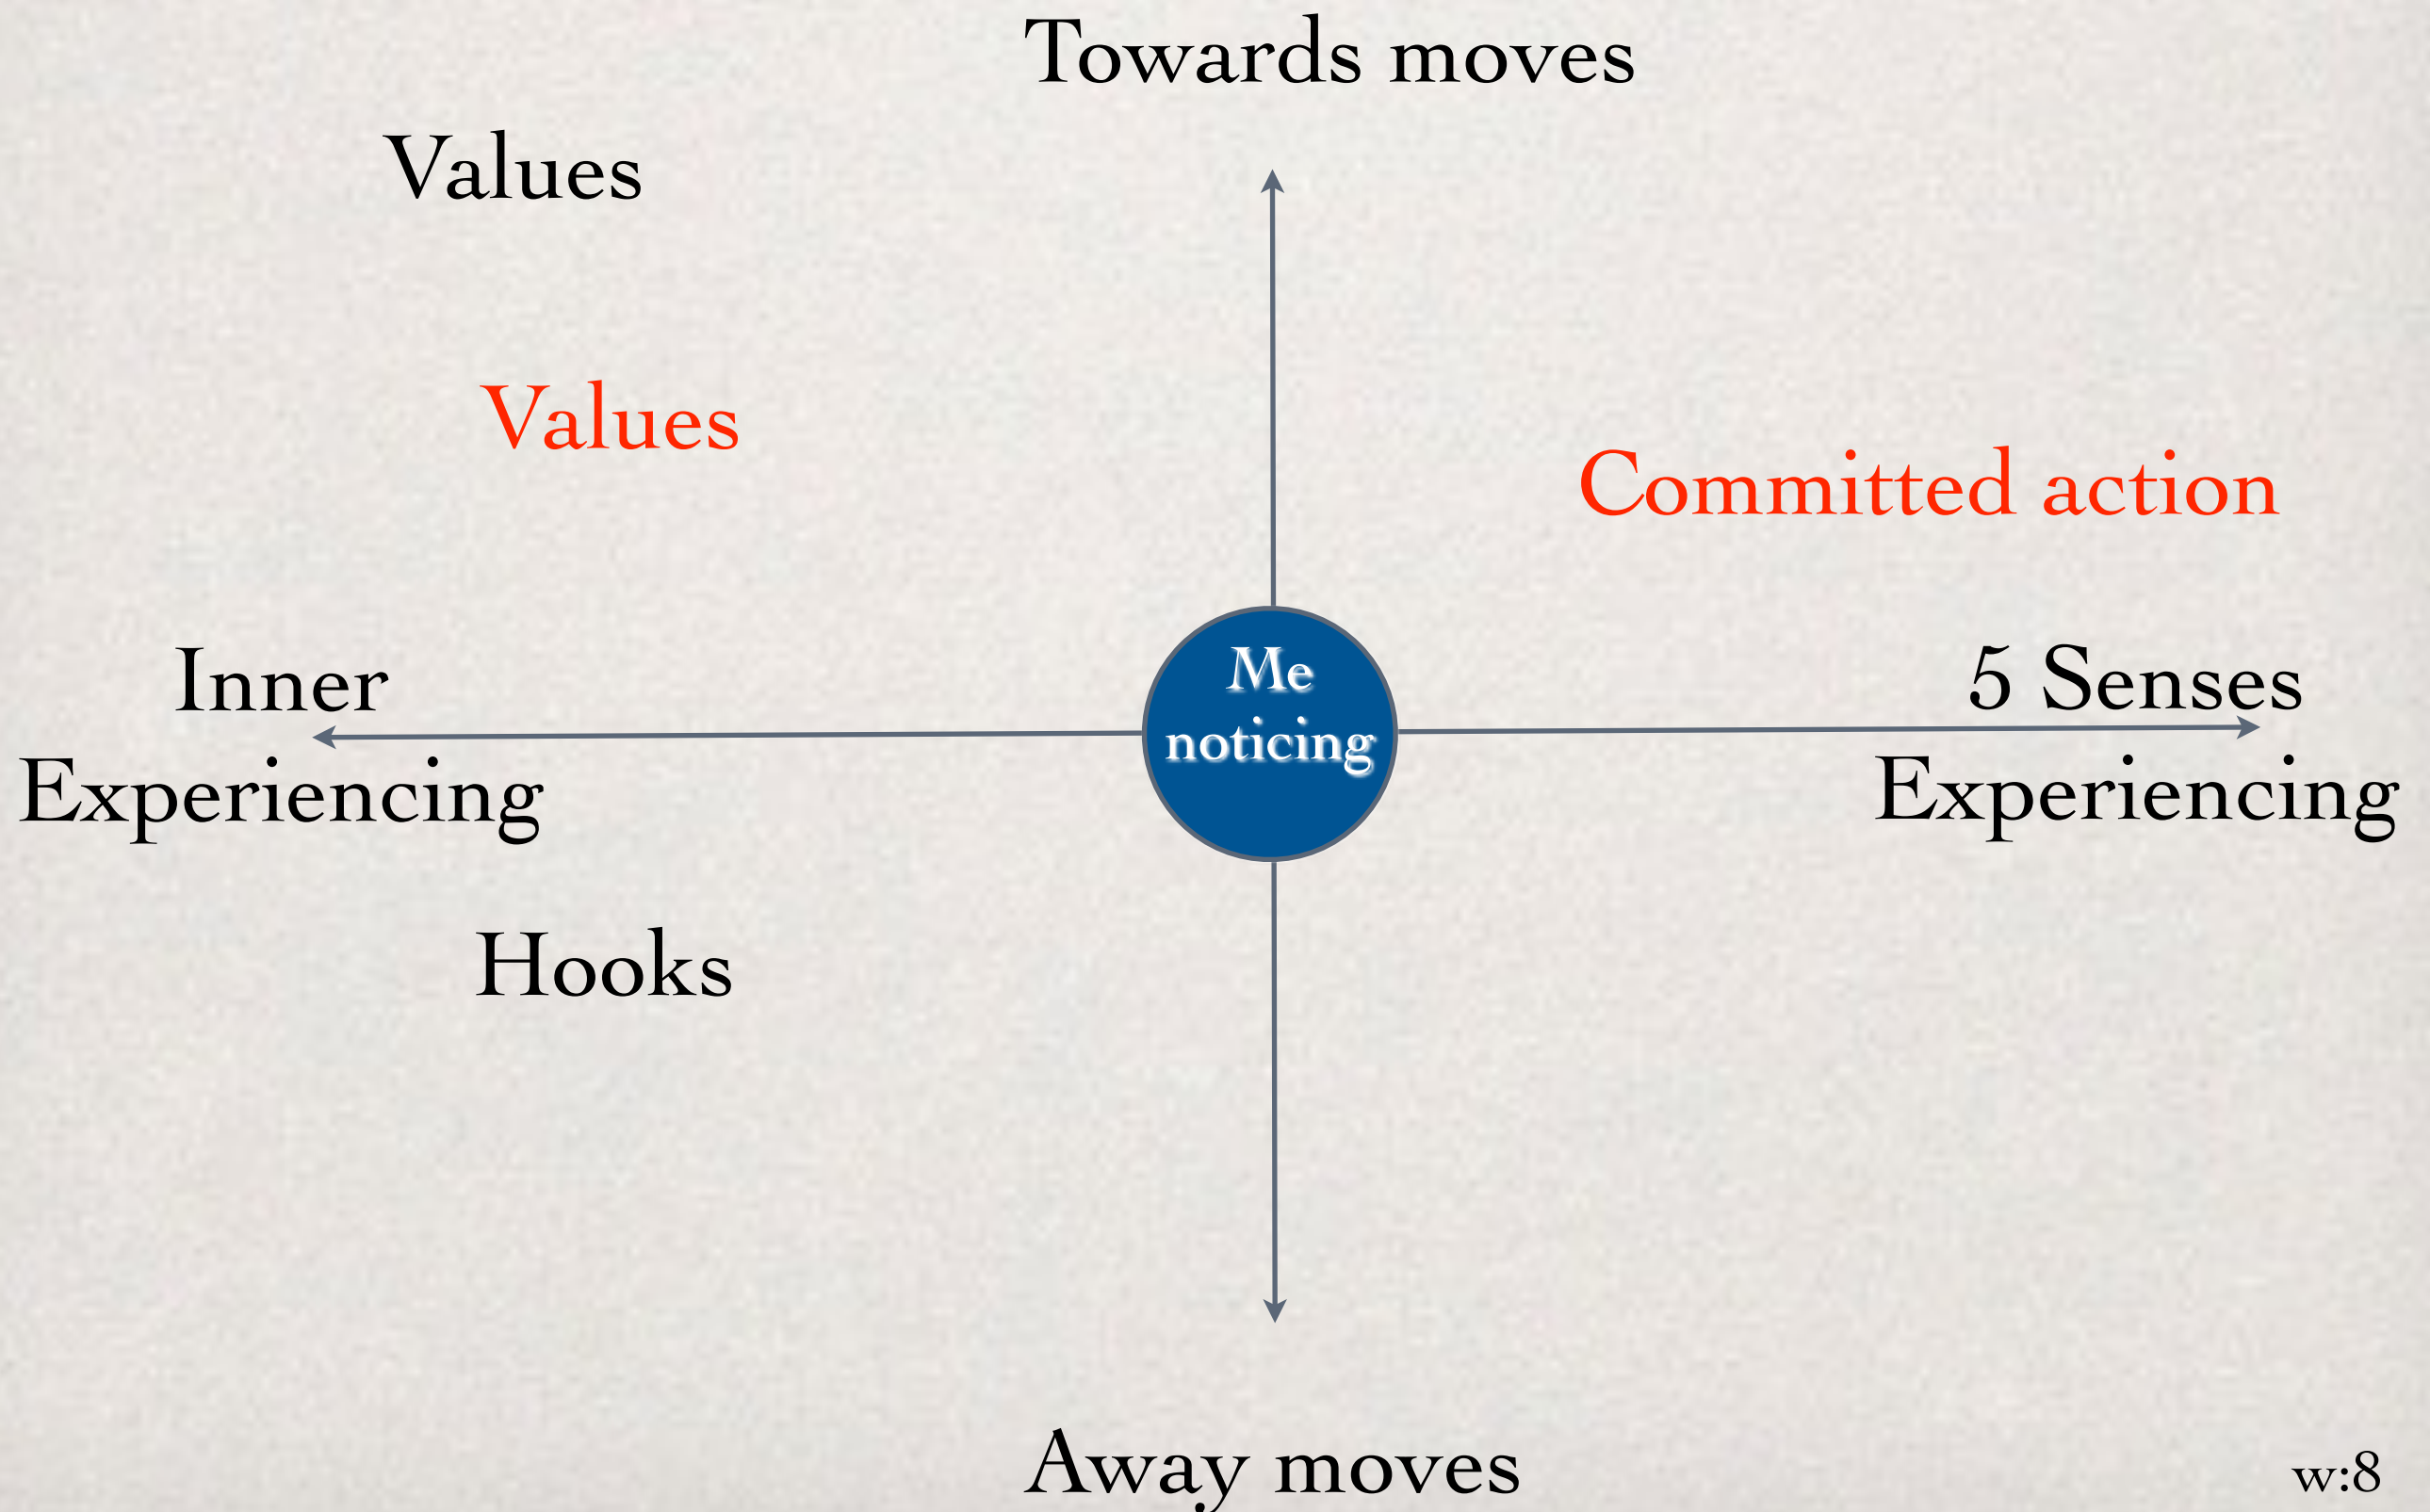 Towards moves
Values
Values
Committed action
Inner
Experiencing
Me
noticing
5 Senses
Experiencing
Hooks
Away moves
w:8